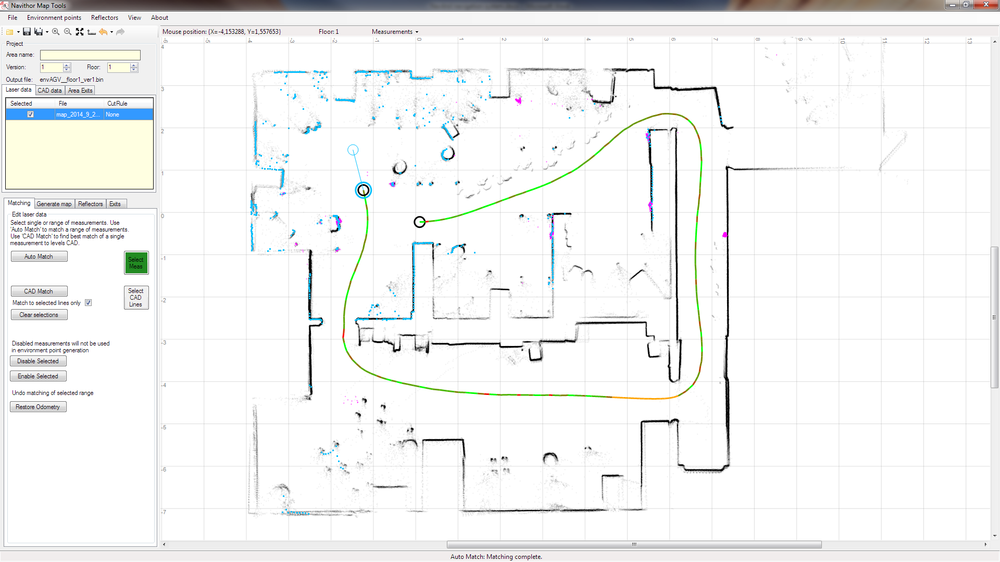 Navithor Map Tools
File Environment points Reflectors View About
Mouse position: {X=-4,153288, Y=1,557653} Floor: 1 Measurements
Project
Area name:
Version: 1 Floor: 1
Output file: envAGV__floor1_ver1.bin
Laser data CAD data Area Exits
Selected File CutRule
map_2014_9_2... None
Matching Generate map Reflectors Exits
Edit laser data
Select single or range of measurements. Use
'Auto Match' to match a range of measurements.
Use 'CAD Match' to find best match of a single
measurement to levels CAD.
Auto Match
Select
Meas
CAD Match
Select
CAD
Lines
Match to selected lines only
Clear selections
Disabled measurements will not be used
in environment point generation
Disable Selected
Enable Selected
Undo matching of selected range
Restore Odometry
-6 -5 -4 -3 -2 -1 0 1 2 3 4 5 6 7 8 9 10 11 12 13
4
3
2
1
0
-1
-2
-3
-4
-5
-6
-7
Auto Match: Matching complete.